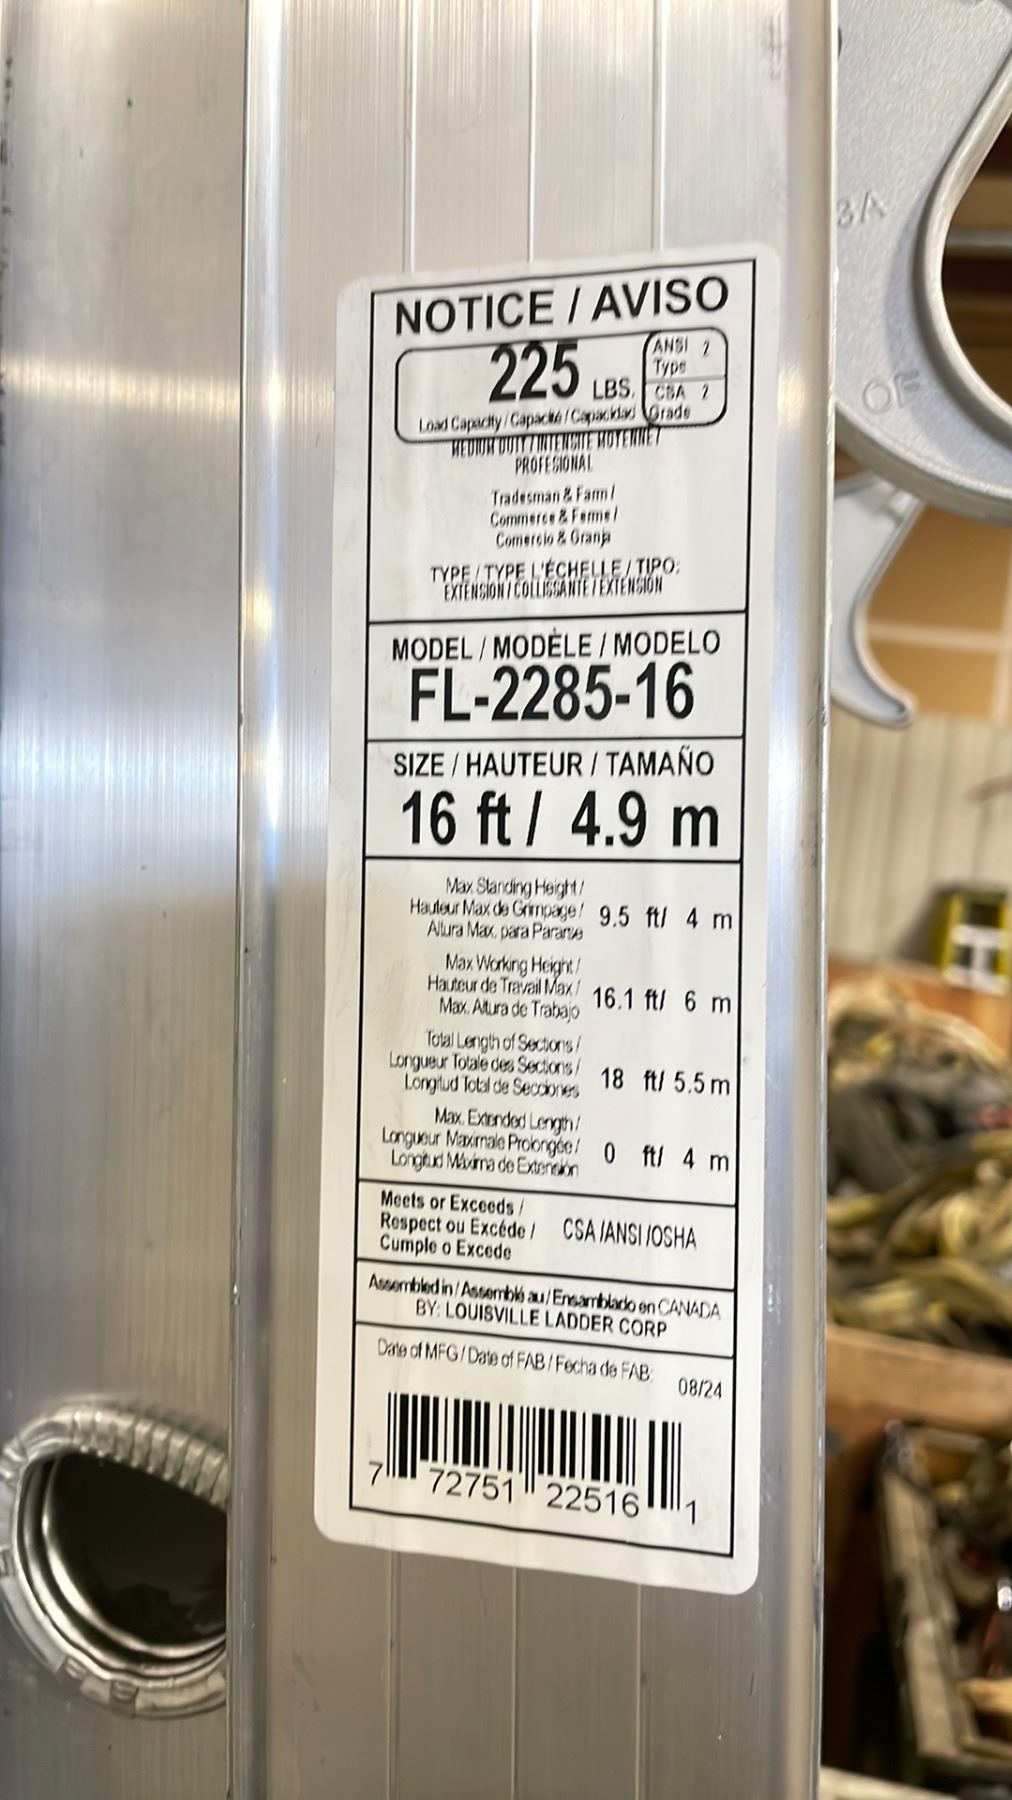 NOTICE / AVISO
225 LBS.
ANSI 2
Type
CSA 2
Grade
Load Capacity / Capacité / Capacidad
MEDIUM DUTY / INTENSITE MOYENNE /
PROFESIONAL
Tradesman & Farm /
Commerce & Ferme /
Comercio & Granja
TYPE / TYPE L'ÉCHELLE / TIPO:
EXTENSION / COLLISSANTE / EXTENSION
MODEL / MODÈLE / MODELO
FL-2285-16
SIZE / HAUTEUR / TAMAÑO
16 ft / 4.9 m
Max Standing Height /
Hauteur Max de Grimpage / 9.5 ft/ 4 m
Altura Max. para Pararse
Max Working Height /
Hauteur de Travail Max / 16.1 ft/ 6 m
Max. Altura de Trabajo
Total Length of Sections /
Longueur Totale des Sections / 18 ft/ 5.5 m
Longitud Total de Secciones
Max. Extended Length /
Longueur Maximale Prolongée / 0 ft/ 4 m
Longitud Máxima de Extensión
Meets or Exceeds /
Respect ou Excéde / CSA /ANSI /OSHA
Cumple o Excede
Assembled in / Assemblé au / Ensamblado en CANADA
BY: LOUISVILLE LADDER CORP
Date of MFG / Date of FAB / Fecha de FAB: 08/24
7 72751 22516 1
OF